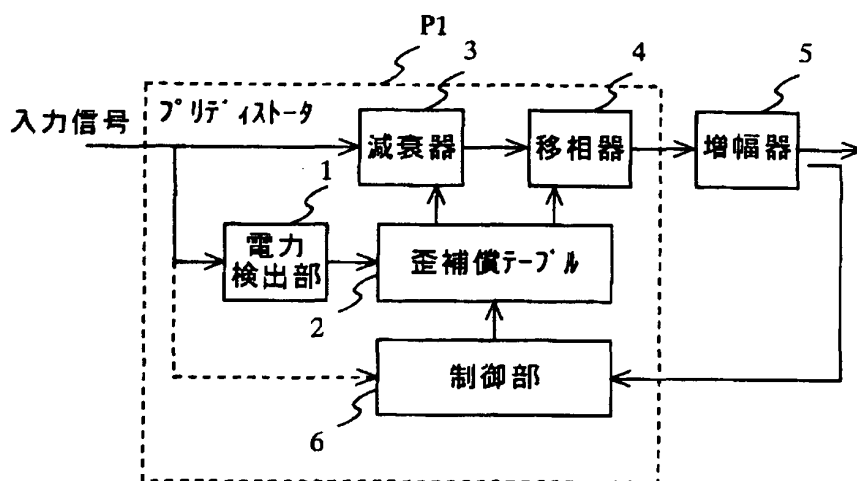 P1
3
4
5
入力信号
ﾌﾟﾘﾃﾞｨｽﾄｰﾀ
減衰器
移相器
増幅器
1
電力
検出部
歪補償ﾃｰﾌﾞﾙ
2
制御部
6